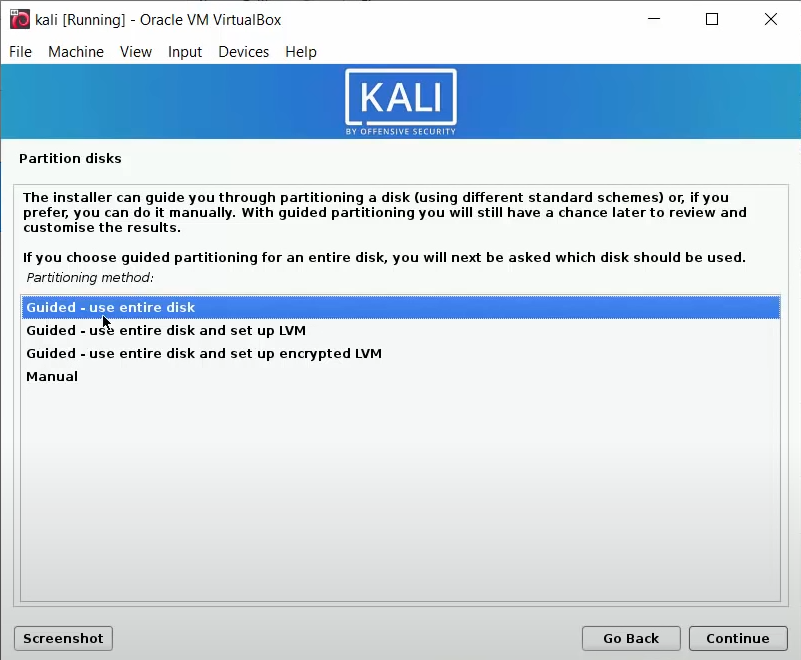 kali [Running] - Oracle VM VirtualBox
File Machine View Input Devices Help
KALI
BY OFFENSIVE SECURITY
Partition disks
The installer can guide you through partitioning a disk (using different standard schemes) or, if you
prefer, you can do it manually. With guided partitioning you will still have a chance later to review and
customise the results.
If you choose guided partitioning for an entire disk, you will next be asked which disk should be used.
Partitioning method:
Guided - use entire disk
Guided - use entire disk and set up LVM
Guided - use entire disk and set up encrypted LVM
Manual
Screenshot
Go Back
Continue